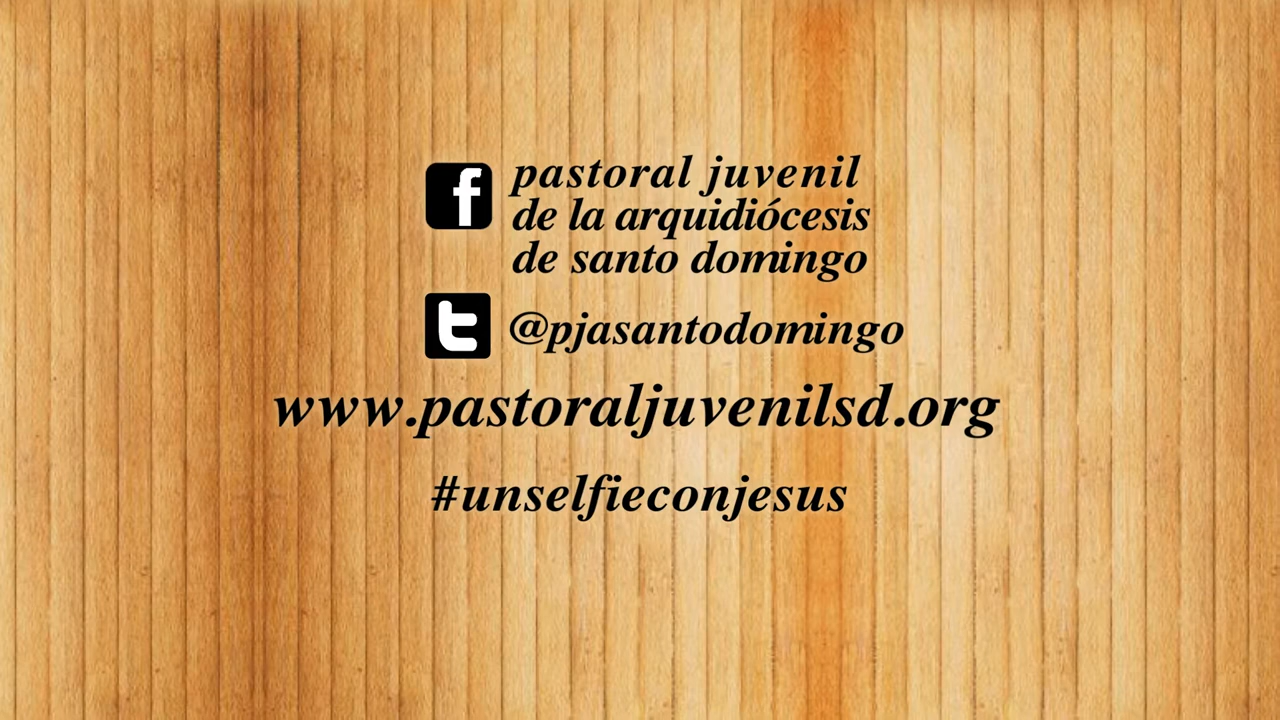 pastoral juvenil
de la arquidiócesis
de santo domingo
@pjasantodomingo
www.pastoraljuvenilsd.org
#unselfieconjesus